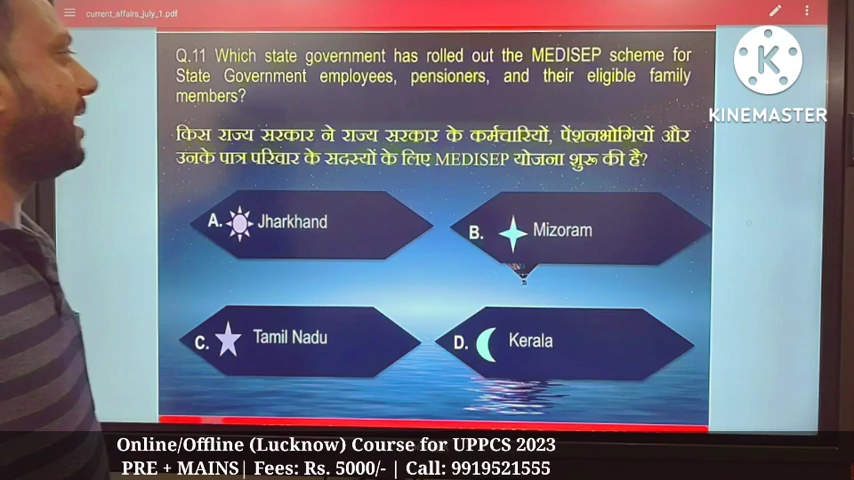 current_affairs_july_1.pdf
Q.11 Which state government has rolled out the MEDISEP scheme for
State Government employees, pensioners, and their eligible family
members?
किस राज्य सरकार ने राज्य सरकार के कर्मचारियों, पेंशनभोगियों और
उनके पात्र परिवार के सदस्यों के लिए MEDISEP योजना शुरू की है?
A. Jharkhand
B. Mizoram
C. Tamil Nadu
D. Kerala
K
KINEMASTER
Online/Offline (Lucknow) Course for UPPCS 2023
PRE + MAINS| Fees: Rs. 5000/- | Call: 9919521555